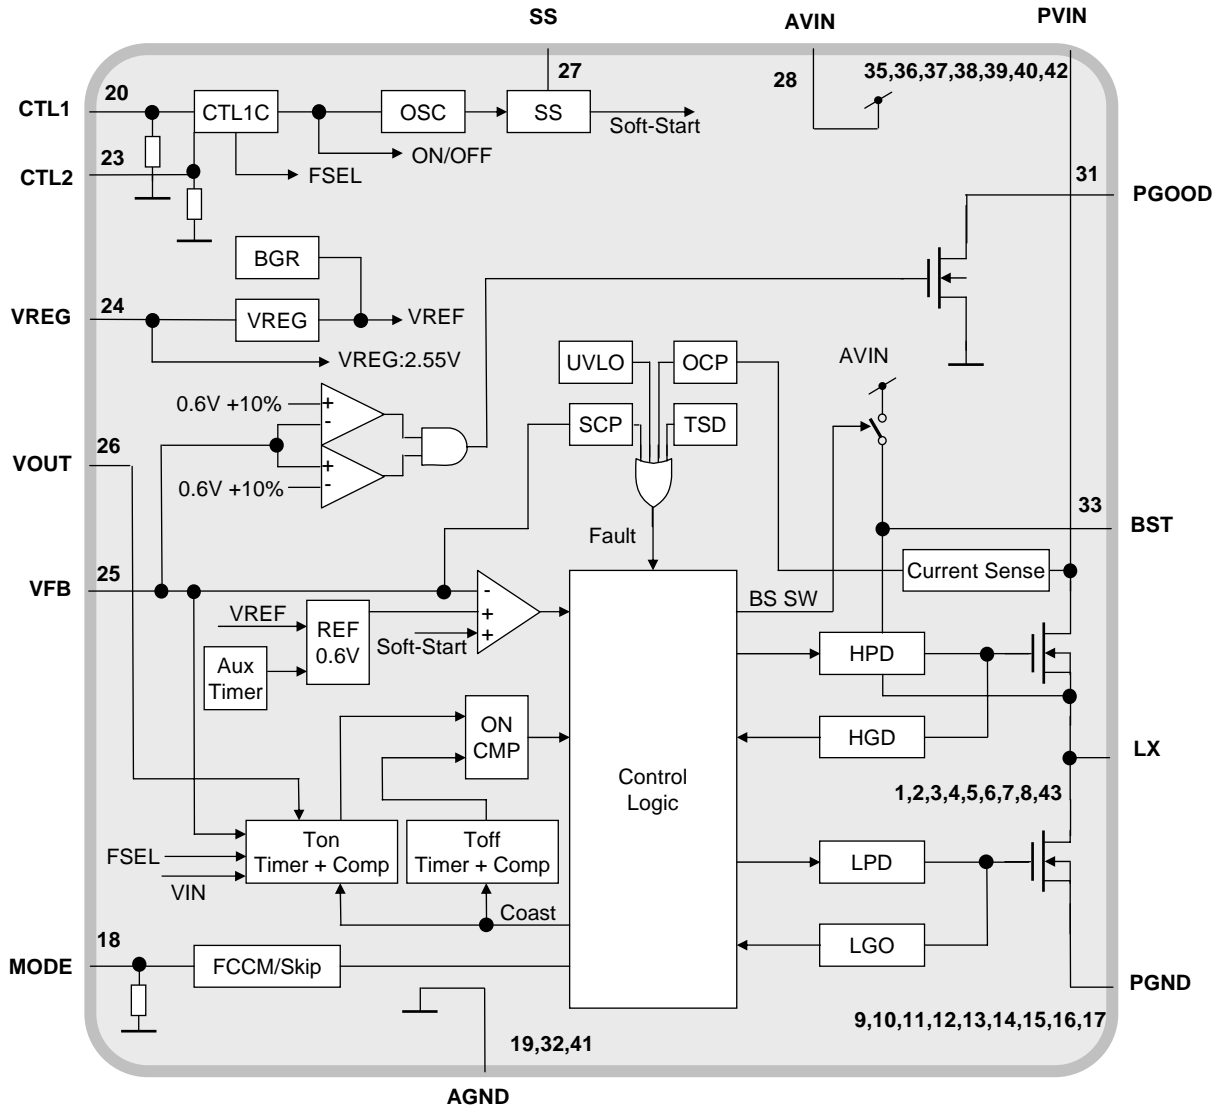 SS
AVIN
PVIN
27
28
35,36,37,38,39,40,42
CTL1
20
CTL1C
OSC
SS
Soft-Start
ON/OFF
23
CTL2
FSEL
31
PGOOD
BGR
VREG
24
VREG
VREF
VREG:2.55V
UVLO
OCP
AVIN
0.6V +10%
+
-
SCP
TSD
26
VOUT
+
-
0.6V +10%
33
BST
Fault
VFB
25
Current Sense
-
+
+
VREF
REF
0.6V
Soft-Start
BS SW
Aux
Timer
HPD
ON
CMP
HGD
LX
Control
Logic
1,2,3,4,5,6,7,8,43
Ton
Timer + Comp
Toff
Timer + Comp
FSEL
VIN
LPD
Coast
18
MODE
FCCM/Skip
LGO
PGND
9,10,11,12,13,14,15,16,17
19,32,41
AGND